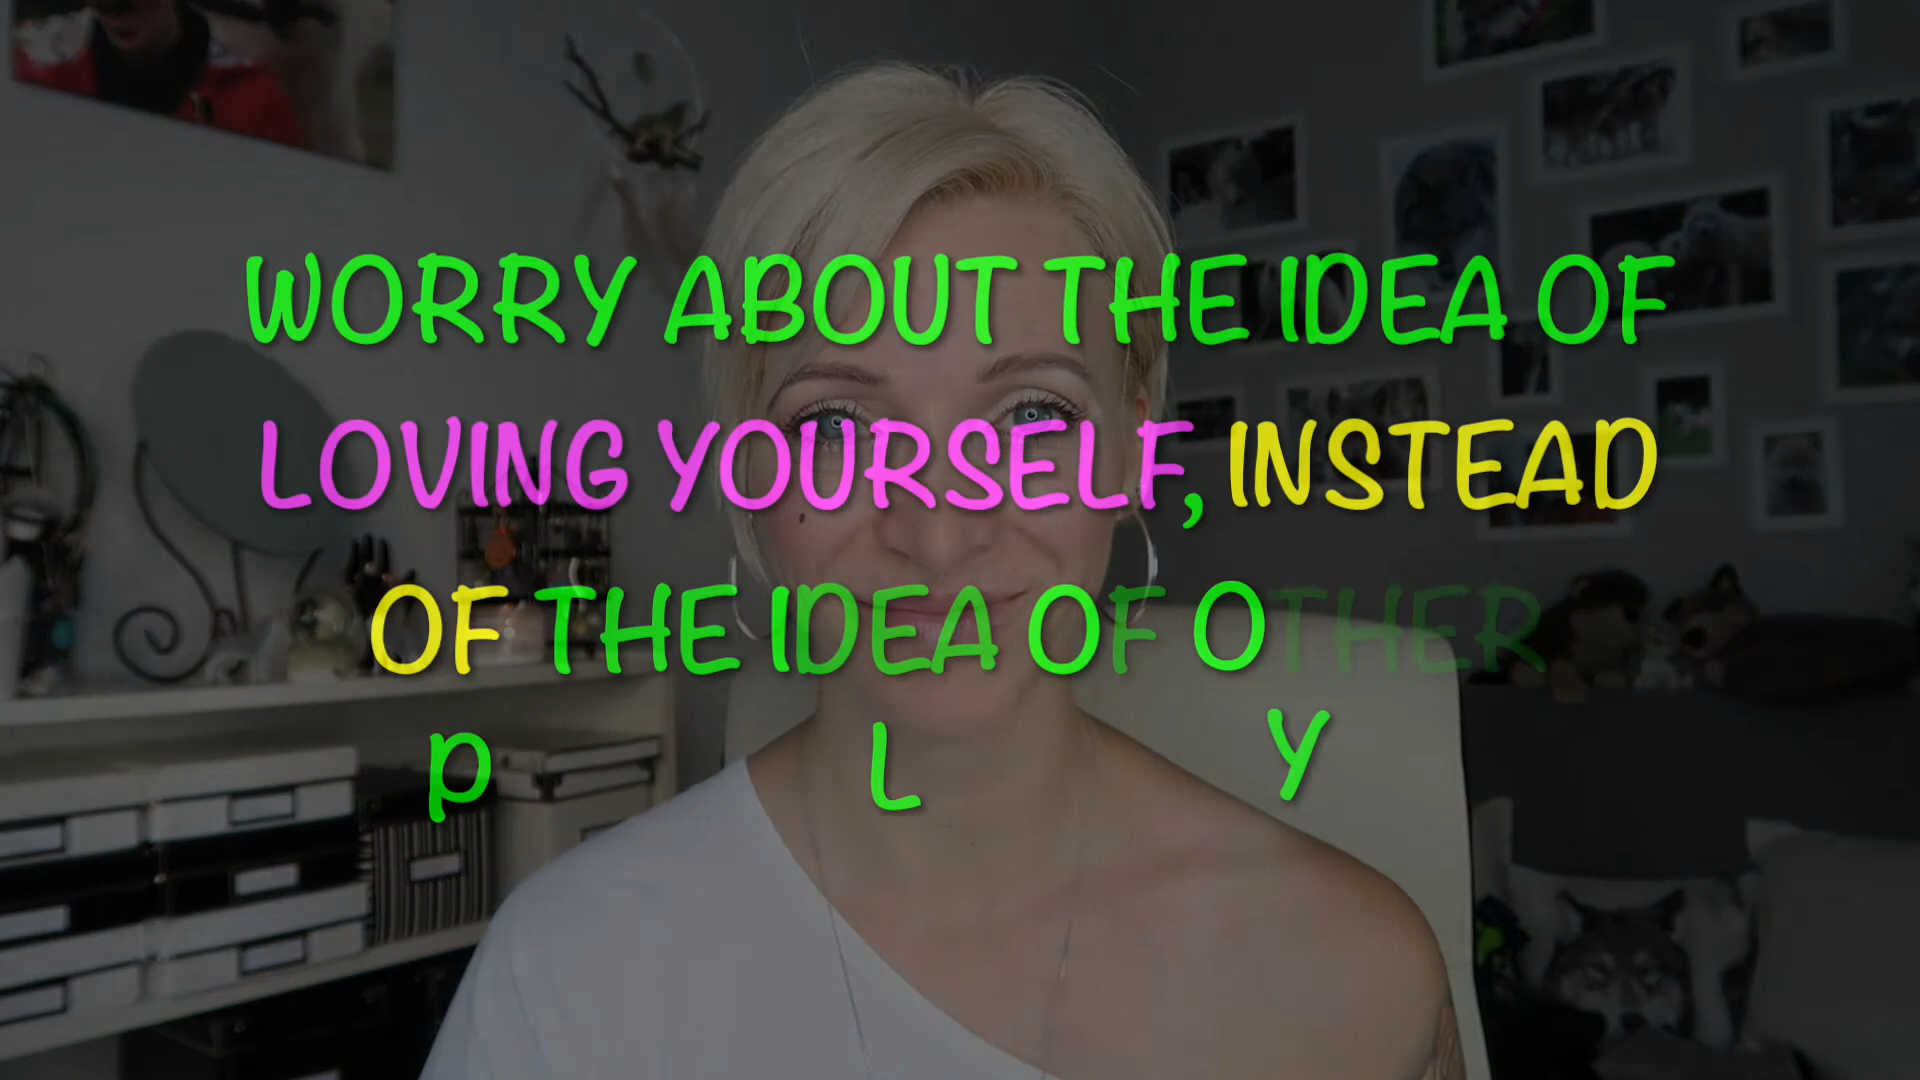 WORRY ABOUT THE IDEA OF
LOVING YOURSELF, INSTEAD
OF THE IDEA OF OTHER
P L Y